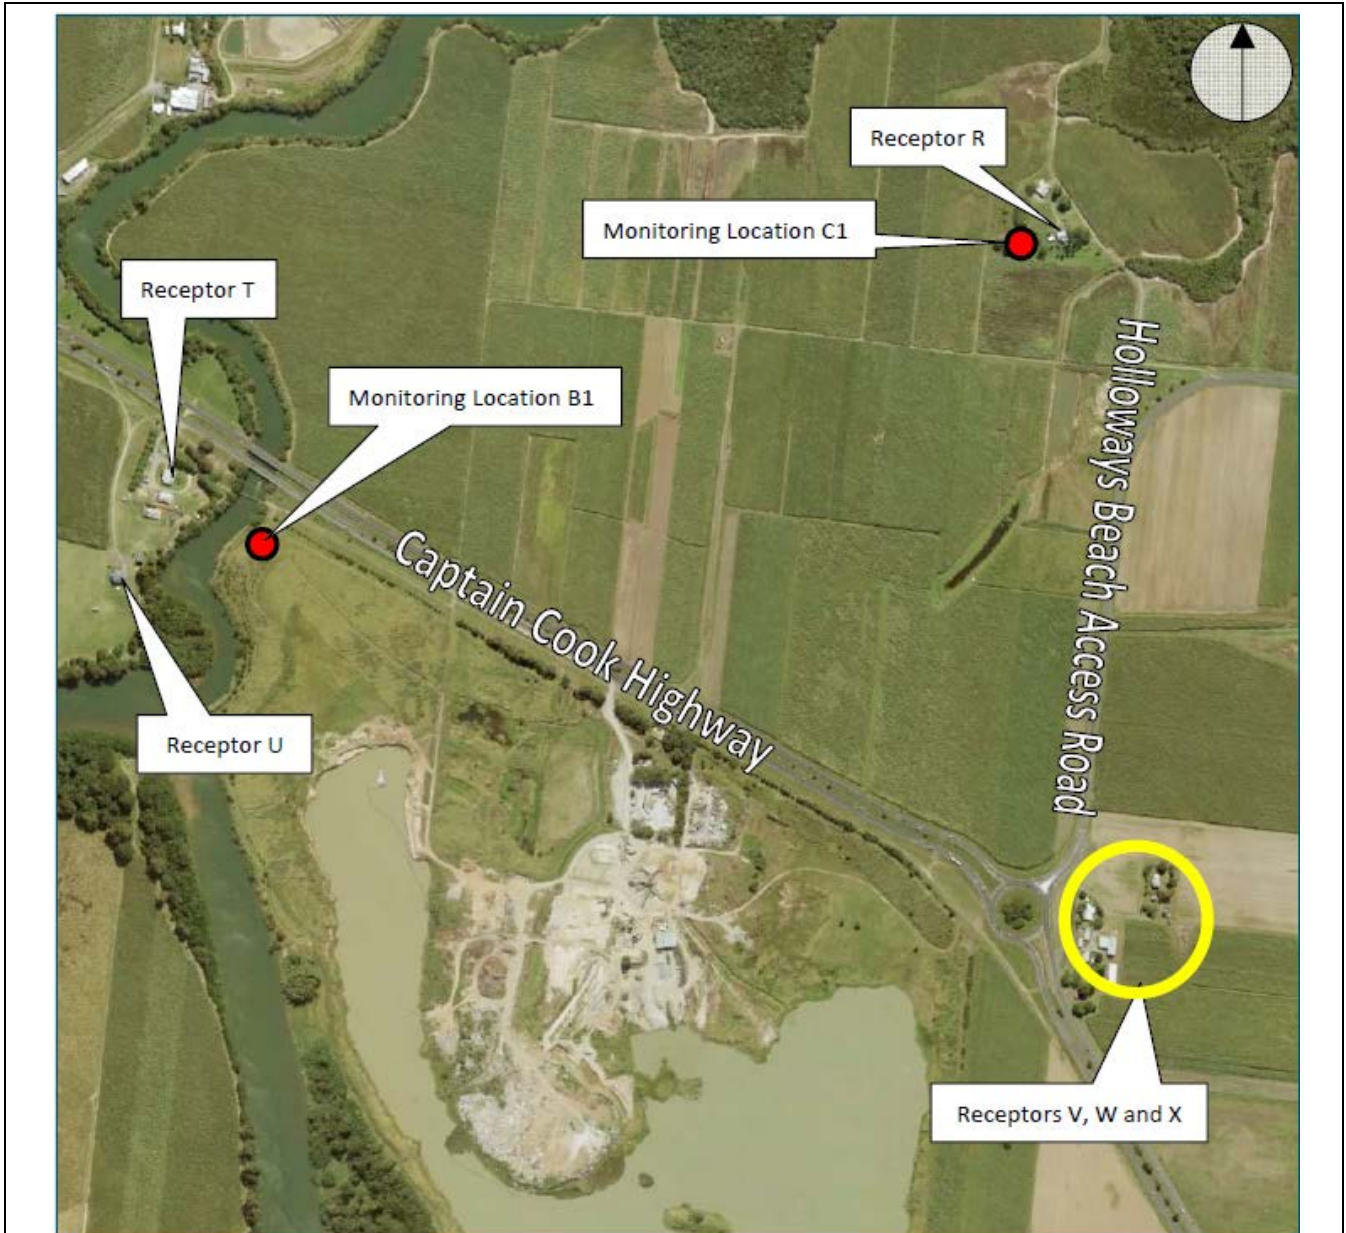 Receptor R
Monitoring Location C1
Receptor T
Monitoring Location B1
Holloways Beach Access Road
Captain Cook Highway
Receptor U
Receptors V, W and X